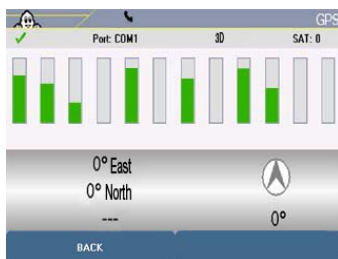 GPS
Port: COM1 3D SAT: 0
0° East
0° North
---
0°
BACK